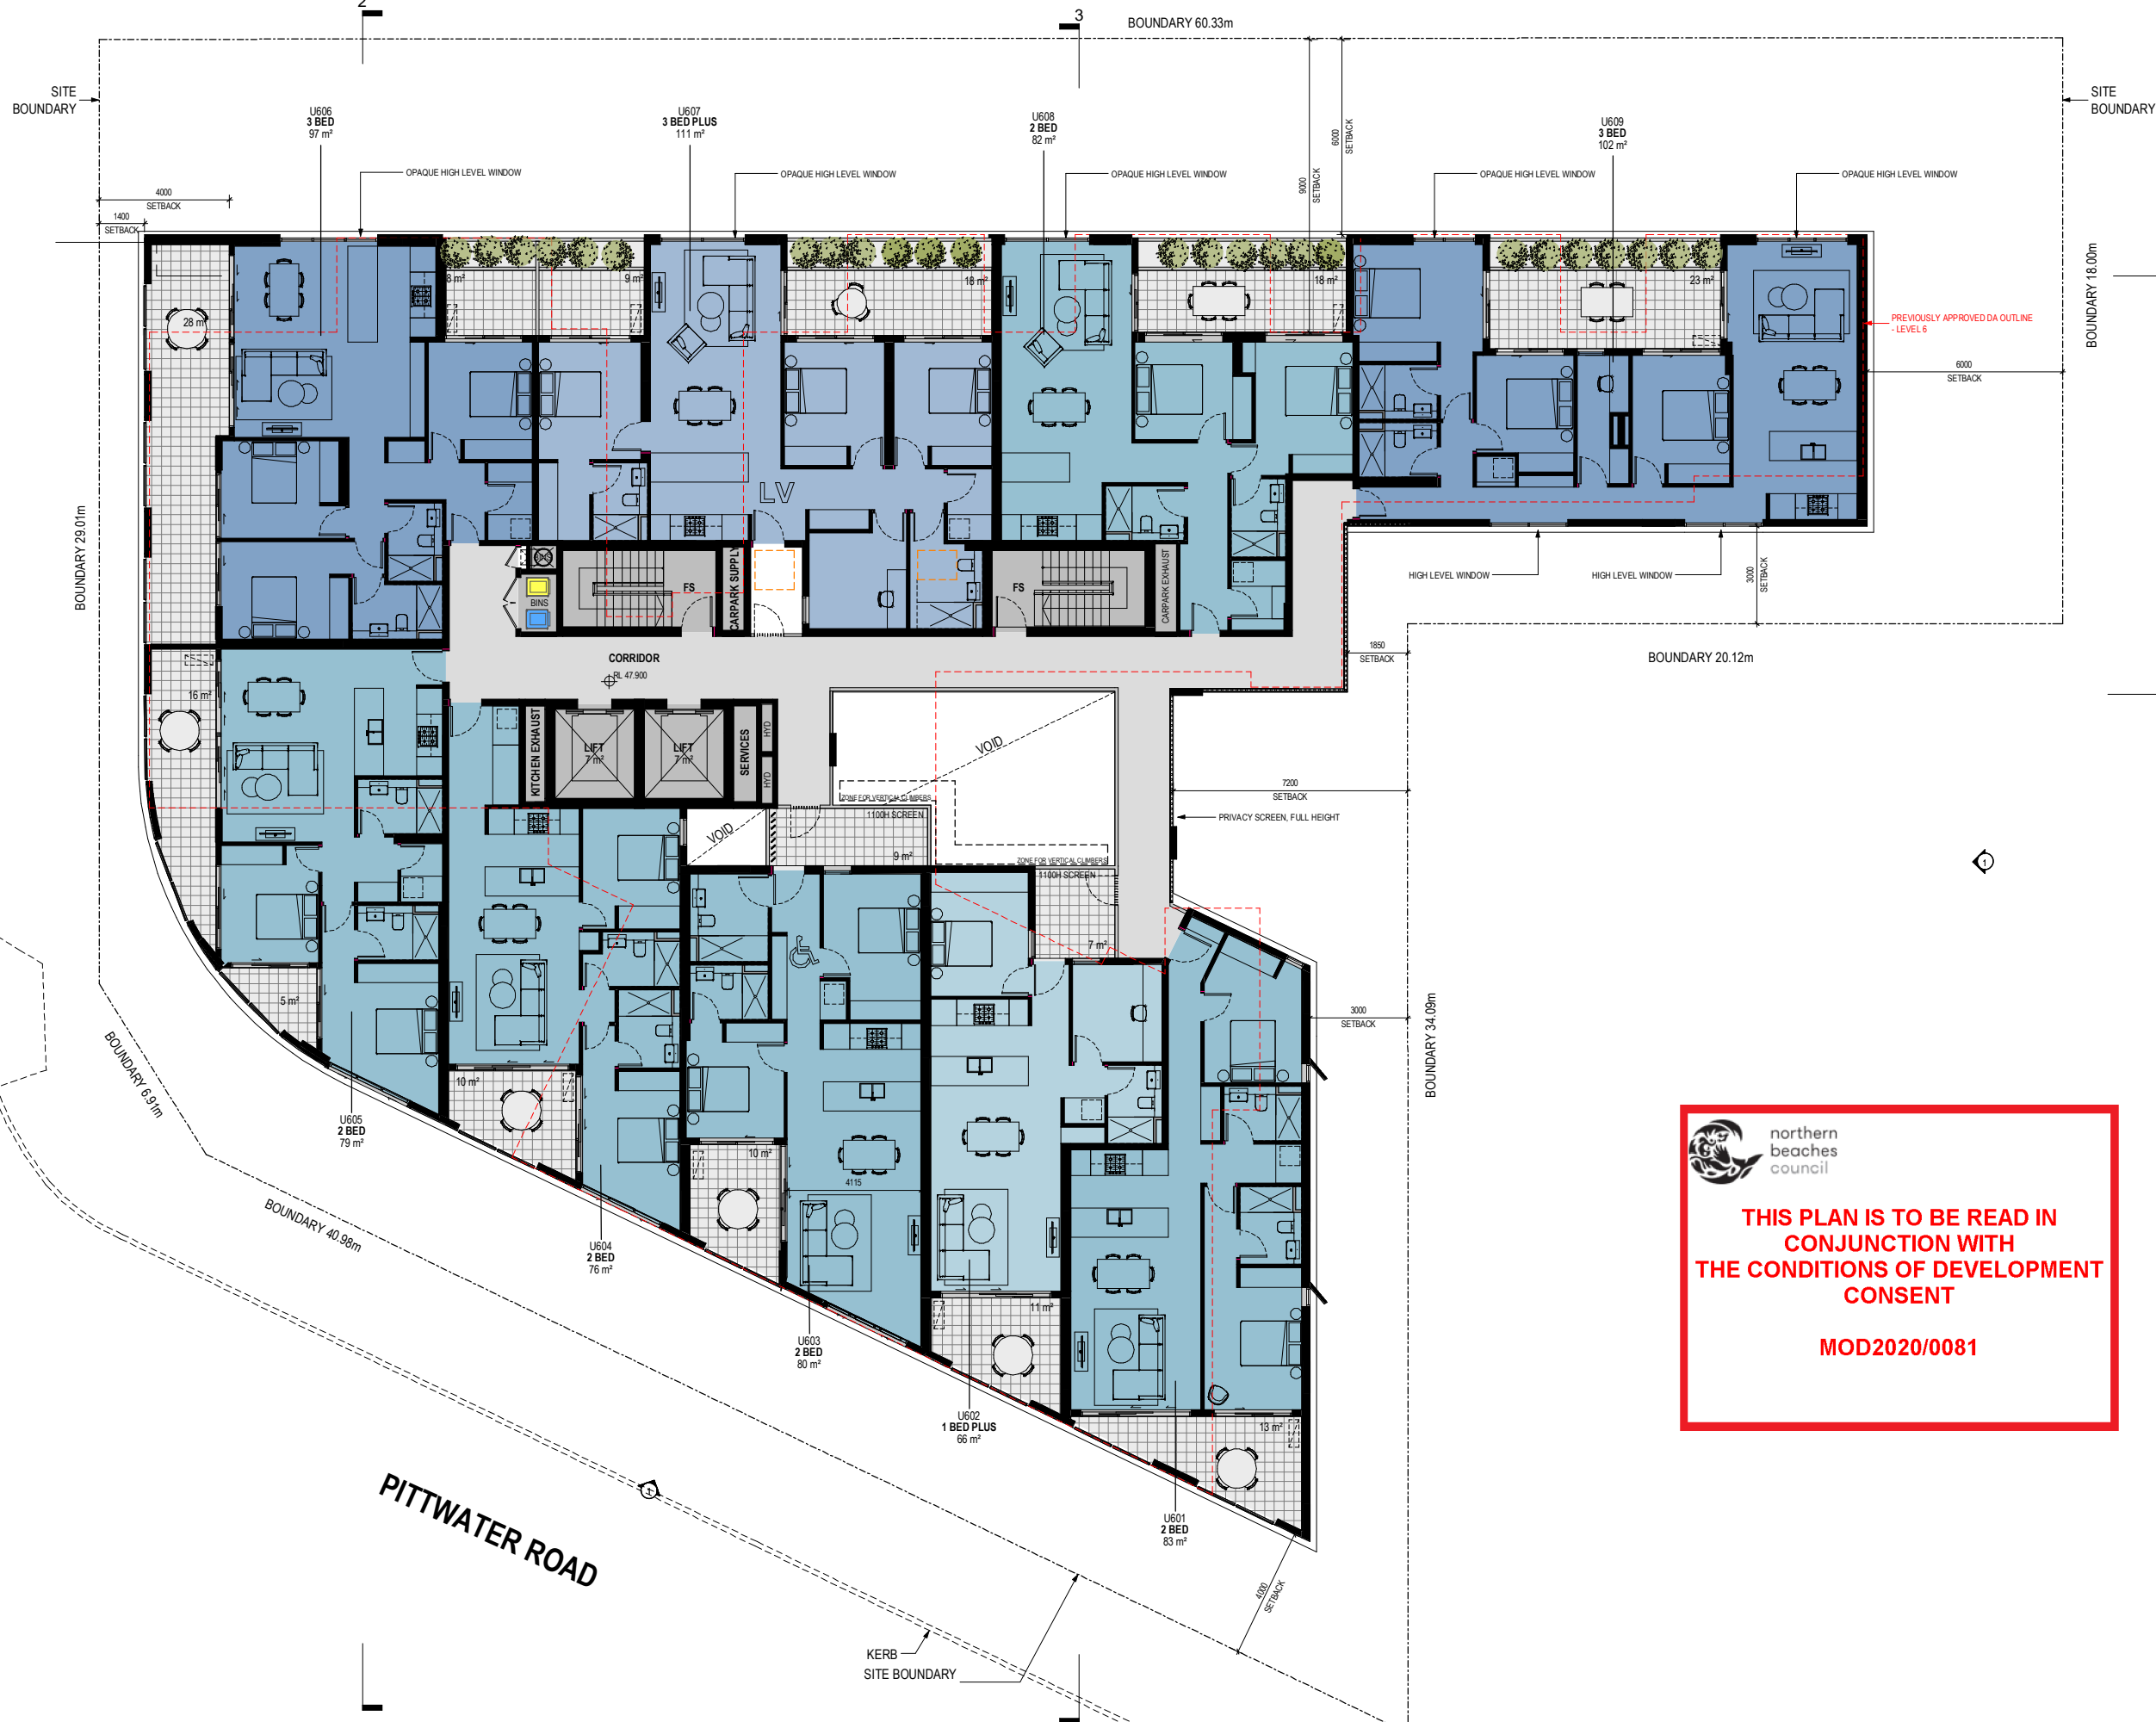 2
3
BOUNDARY 60.33m
SITE
BOUNDARY
SITE
BOUNDARY
U606
3 BED
97 m²
U607
3 BED PLUS
111 m²
U608
2 BED
82 m²
U609
3 BED
102 m²
6000
SETBACK
9000
SETBACK
OPAQUE HIGH LEVEL WINDOW
OPAQUE HIGH LEVEL WINDOW
OPAQUE HIGH LEVEL WINDOW
OPAQUE HIGH LEVEL WINDOW
OPAQUE HIGH LEVEL WINDOW
4000
SETBACK
1400
SETBACK
8 m²
9 m²
18 m²
18 m²
23 m²
28 m²
BOUNDARY 18.00m
PREVIOUSLY APPROVED DA OUTLINE
- LEVEL 6
6000
SETBACK
LV
BOUNDARY 29.01m
BINS
FS
CARPARK SUPPLY
FS
CARPARK EXHAUST
HIGH LEVEL WINDOW
HIGH LEVEL WINDOW
3000
SETBACK
CORRIDOR
RL 47.900
1850
SETBACK
BOUNDARY 20.12m
16 m²
KITCHEN EXHAUST
LIFT
7 m²
LIFT
7 m²
SERVICES
HYD
HYD
VOID
ZONE FOR VERTICAL CLIMBERS
7200
SETBACK
1100H SCREEN
PRIVACY SCREEN, FULL HEIGHT
VOID
9 m²
ZONE FOR VERTICAL CLIMBERS
1100H SCREEN
1
7 m²
5 m²
3000
SETBACK
BOUNDARY 34.09m
BOUNDARY 6.91m
10 m²
U605
2 BED
79 m²
10 m²
4115
BOUNDARY 40.98m
U604
2 BED
76 m²
11 m²
U603
2 BED
80 m²
U602
1 BED PLUS
66 m²
13 m²
U601
2 BED
83 m²
northern
beaches
council
THIS PLAN IS TO BE READ IN
CONJUNCTION WITH
THE CONDITIONS OF DEVELOPMENT
CONSENT
MOD2020/0081
PITTWATER ROAD
1
4000
SETBACK
KERB
SITE BOUNDARY